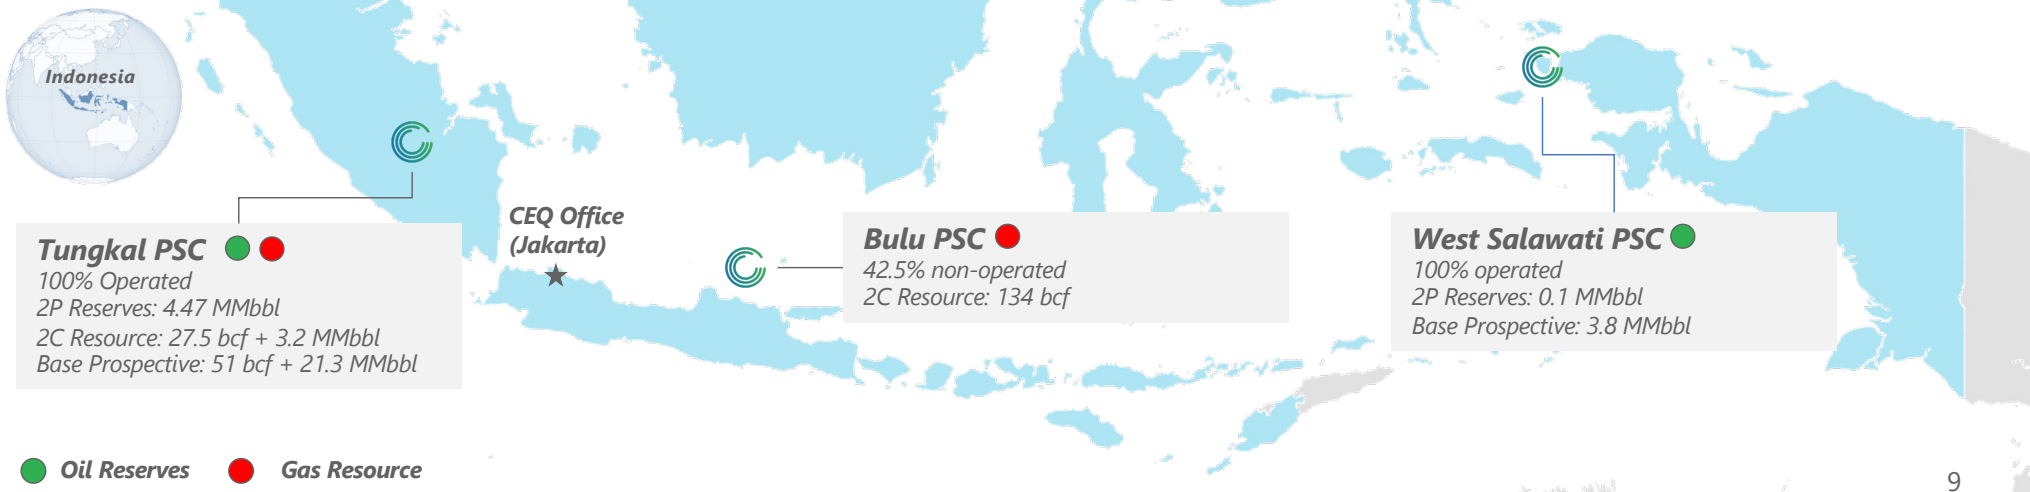 Indonesia
CEQ Office
(Jakarta)
Tungkal PSC
100% Operated
2P Reserves: 4.47 MMbbl
2C Resource: 27.5 bcf + 3.2 MMbbl
Base Prospective: 51 bcf + 21.3 MMbbl
Bulu PSC
42.5% non-operated
2C Resource: 134 bcf
West Salawati PSC
100% operated
2P Reserves: 0.1 MMbbl
Base Prospective: 3.8 MMbbl
Oil Reserves
Gas Resource
9